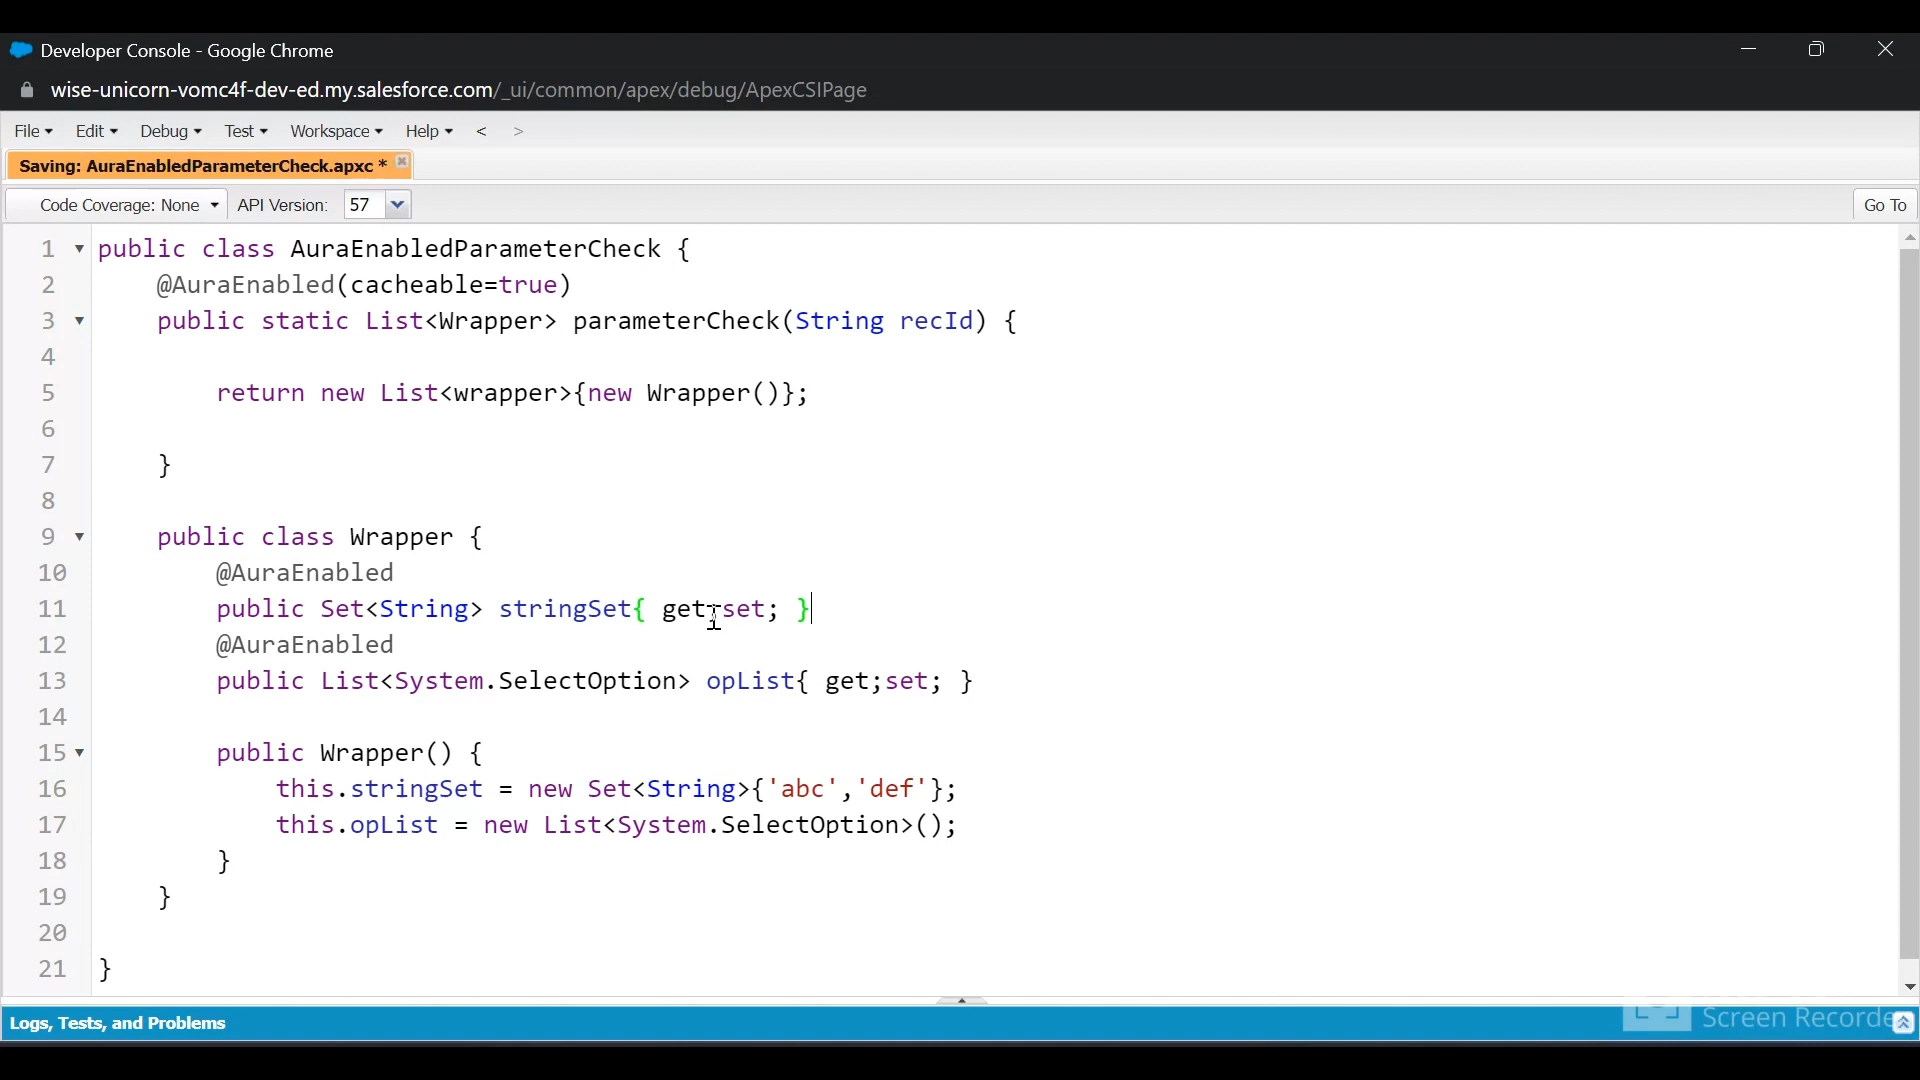 Developer Console - Google Chrome
wise-unicorn-vomc4f-dev-ed.my.salesforce.com/_ui/common/apex/debug/ApexCSIPage
File Edit Debug Test Workspace Help < >
Saving: AuraEnabledParameterCheck.apxc *
Code Coverage: None API Version: 57 Go To
1 public class AuraEnabledParameterCheck {
2 @AuraEnabled(cacheable=true)
3 public static List<Wrapper> parameterCheck(String recId) {
4
5 return new List<wrapper>{new Wrapper()};
6
7 }
8
9 public class Wrapper {
10 @AuraEnabled
11 public Set<String> stringSet{ get;set; }
12 @AuraEnabled
13 public List<System.SelectOption> opList{ get;set; }
14
15 public Wrapper() {
16 this.stringSet = new Set<String>{'abc','def'};
17 this.opList = new List<System.SelectOption>();
18 }
19 }
20
21 }
Logs, Tests, and Problems
Screen Recorde